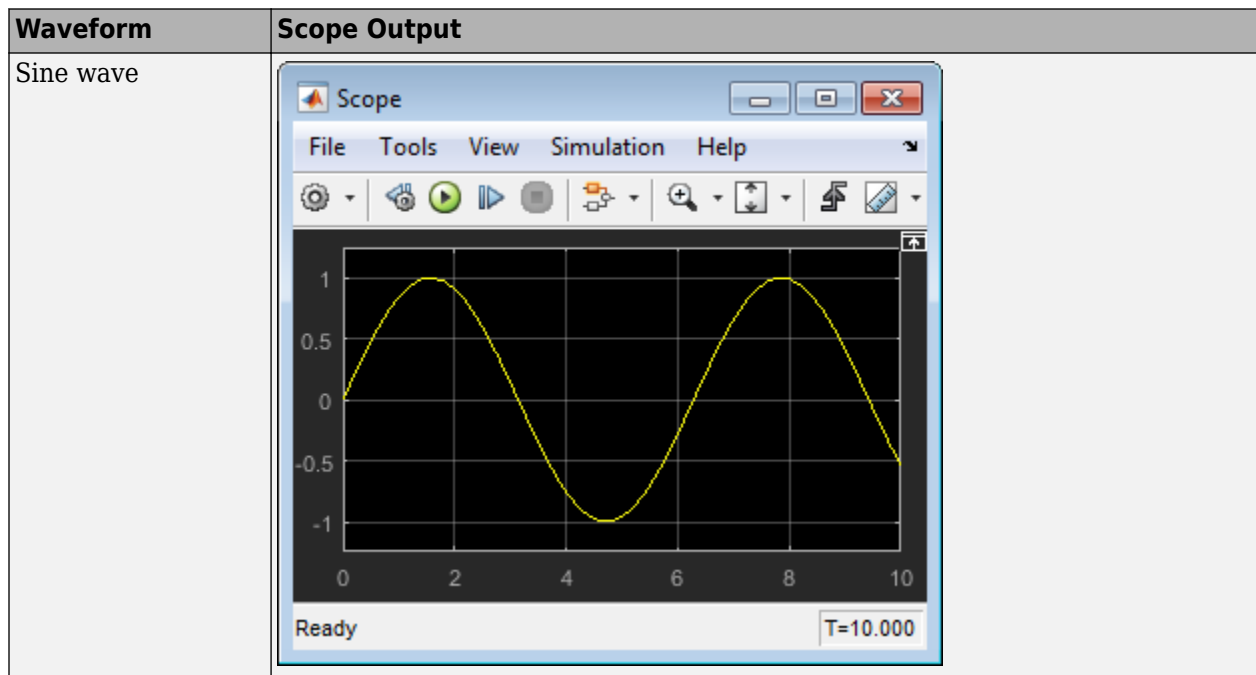 Waveform Scope Output
Sine wave
Scope
File Tools View Simulation Help
1
0.5
0
-0.5
-1
0 2 4 6 8 10
Ready T=10.000